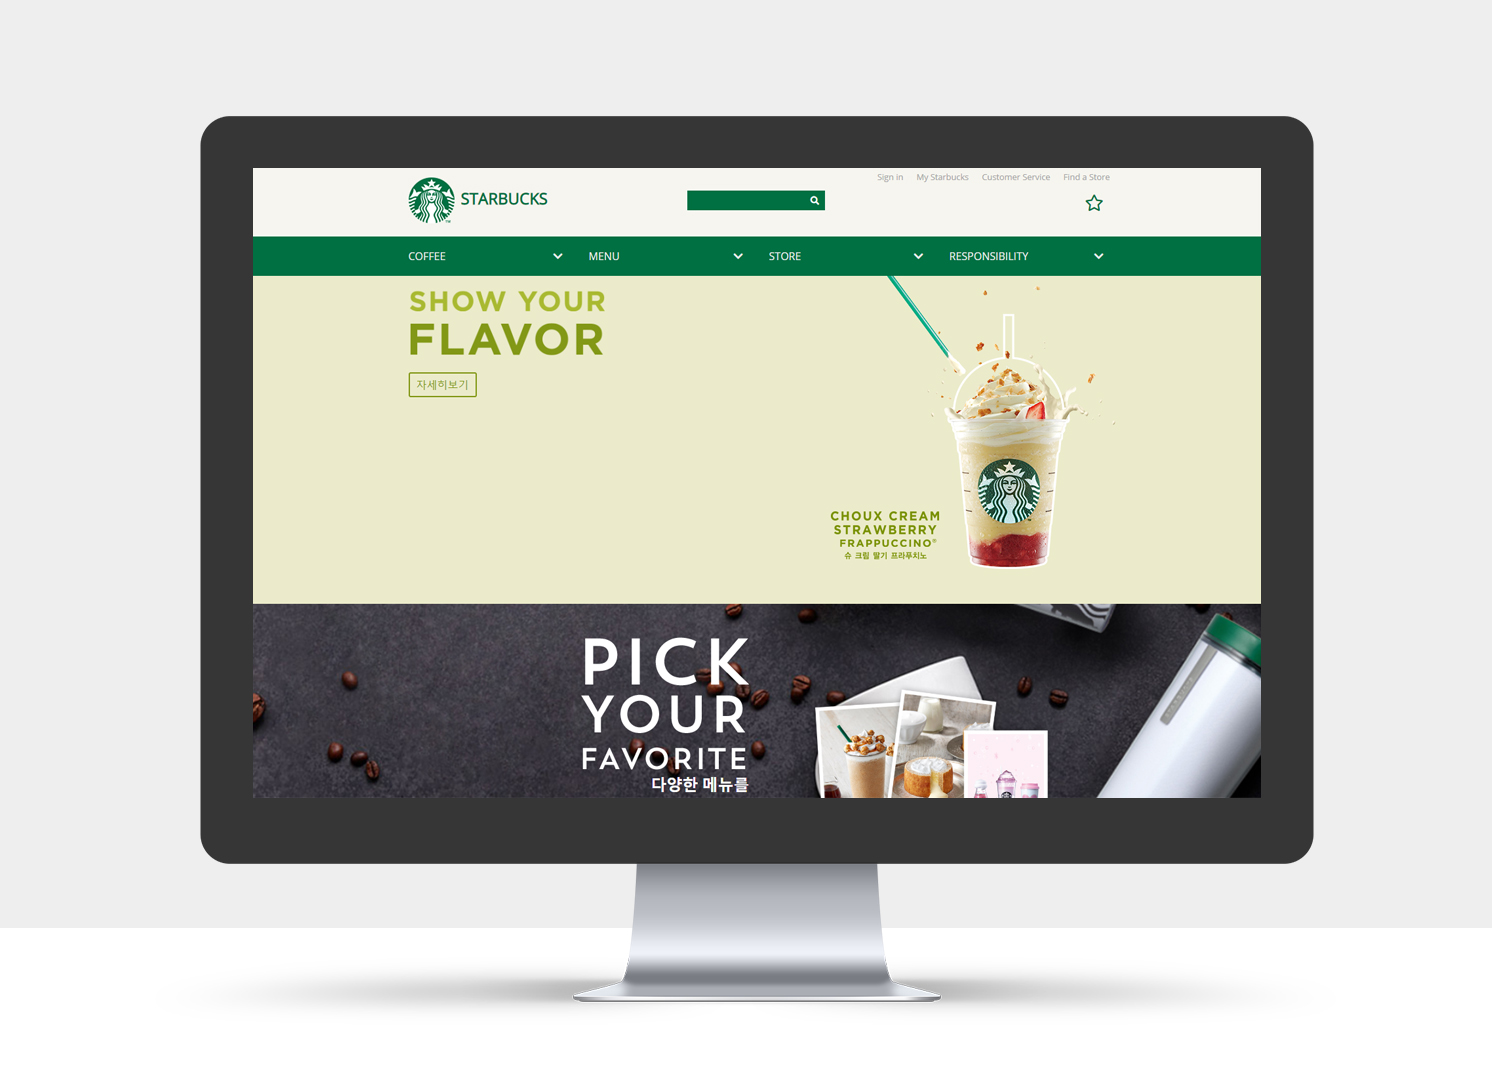 Sign in My Starbucks Customer Service Find a Store
STARBUCKS
COFFEE MENU STORE RESPONSIBILITY
SHOW YOUR
FLAVOR
자세히보기
CHOUX CREAM
STRAWBERRY
FRAPPUCCINO®
슈 크림 딸기 프라푸치노
PICK
YOUR
FAVORITE
다양한 메뉴를